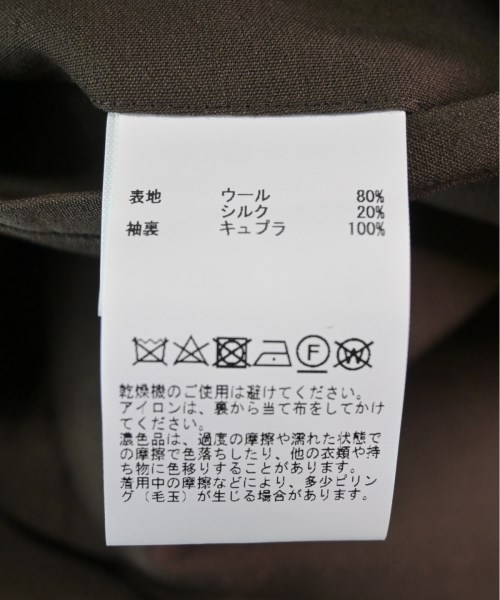 表地 ウール 80%
シルク 20%
袖裏 キュプラ 100%
F W
乾燥機のご使用は避けてください。
アイロンは、裏から当て布をしてかけ
てください。
濃色品は、過度の摩擦や濡れた状態で
の摩擦で色落ちしたり、他の衣類や持
ち物に色移りすることがあります。
着用中の摩擦などにより、多少ピリン
グ(毛玉)が生じる場合があります。